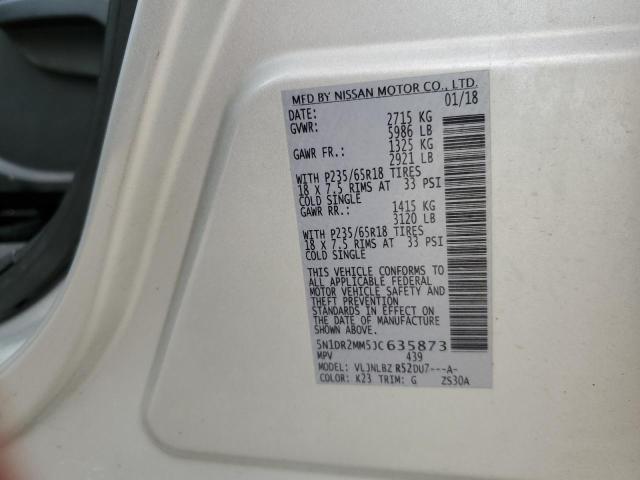 MFD BY NISSAN MOTOR CO., LTD.
DATE: 01/18
GVWR: 2715 KG
5986 LB
GAWR FR.: 1325 KG
2921 LB
WITH P235/65R18 TIRES
18 X 7.5 RIMS AT 33 PSI
COLD SINGLE
GAWR RR.: 1415 KG
3120 LB
WITH P235/65R18 TIRES
18 X 7.5 RIMS AT 33 PSI
COLD SINGLE
THIS VEHICLE CONFORMS TO
ALL APPLICABLE FEDERAL
MOTOR VEHICLE SAFETY AND
THEFT PREVENTION
STANDARDS IN EFFECT ON
THE DATE OF MANUFACTURE
SHOWN ABOVE.
5N1DR2MM5JC635873
MPV 439
MODEL: VLJNLBZ R52DU7---A-
COLOR: K23 TRIM: G ZS30A